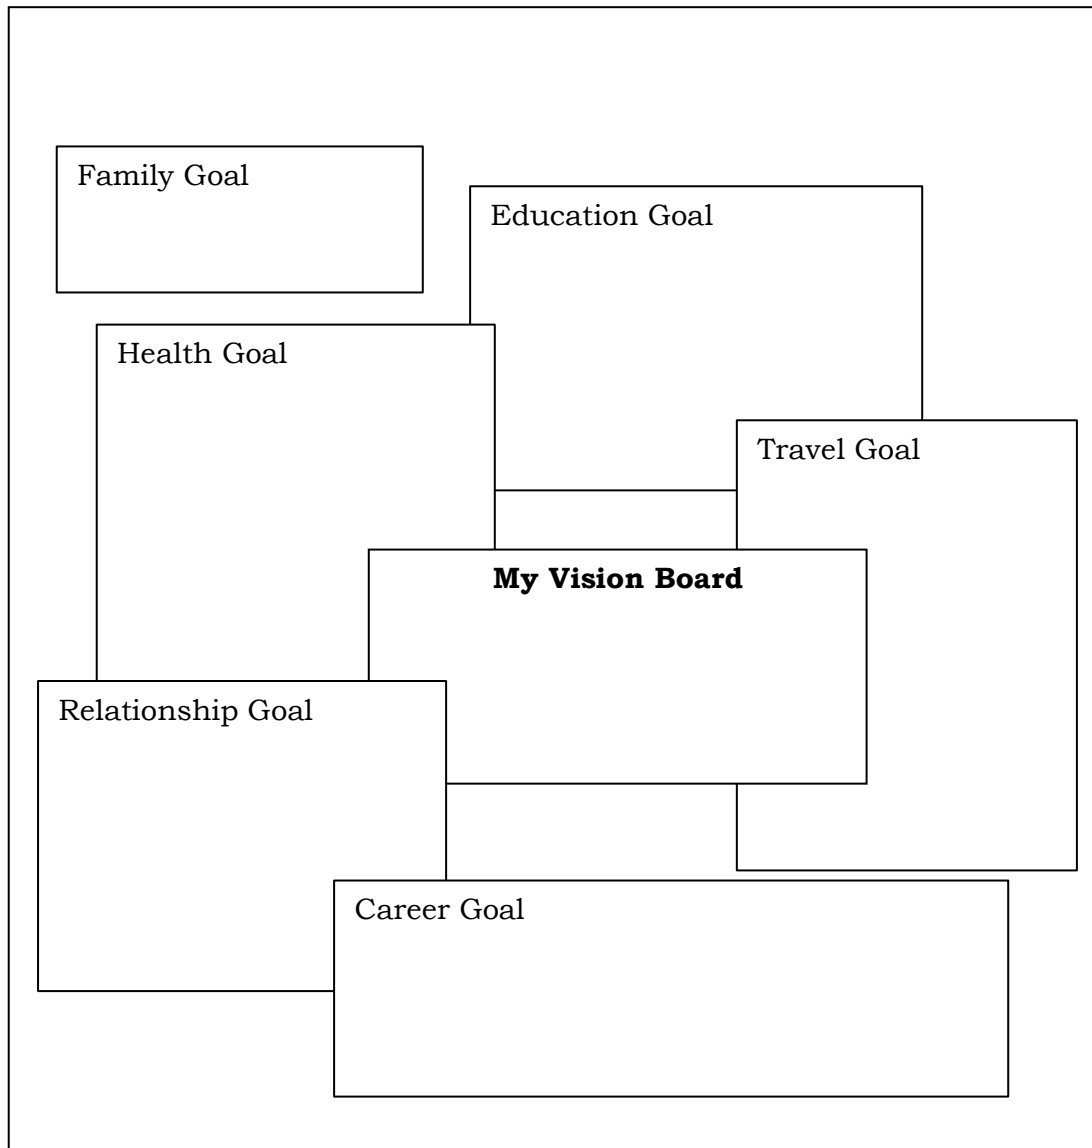 Family Goal
Education Goal
Health Goal
Travel Goal
My Vision Board
Relationship Goal
Career Goal